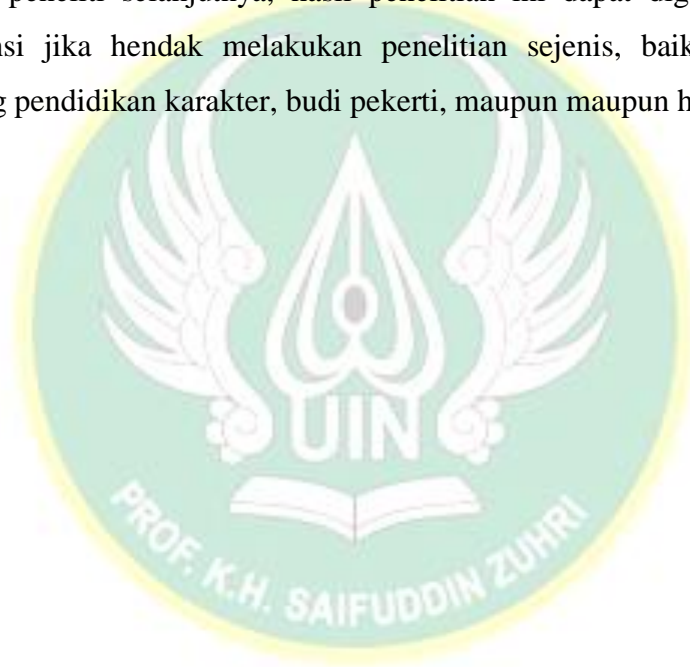 peneliti selanjutnya, hasil penelitian ini dapat dig
nsi jika hendak melakukan penelitian sejenis, baik
g pendidikan karakter, budi pekerti, maupun maupun h
UIN
PROF. K.H. SAIFUDDIN ZUHRI